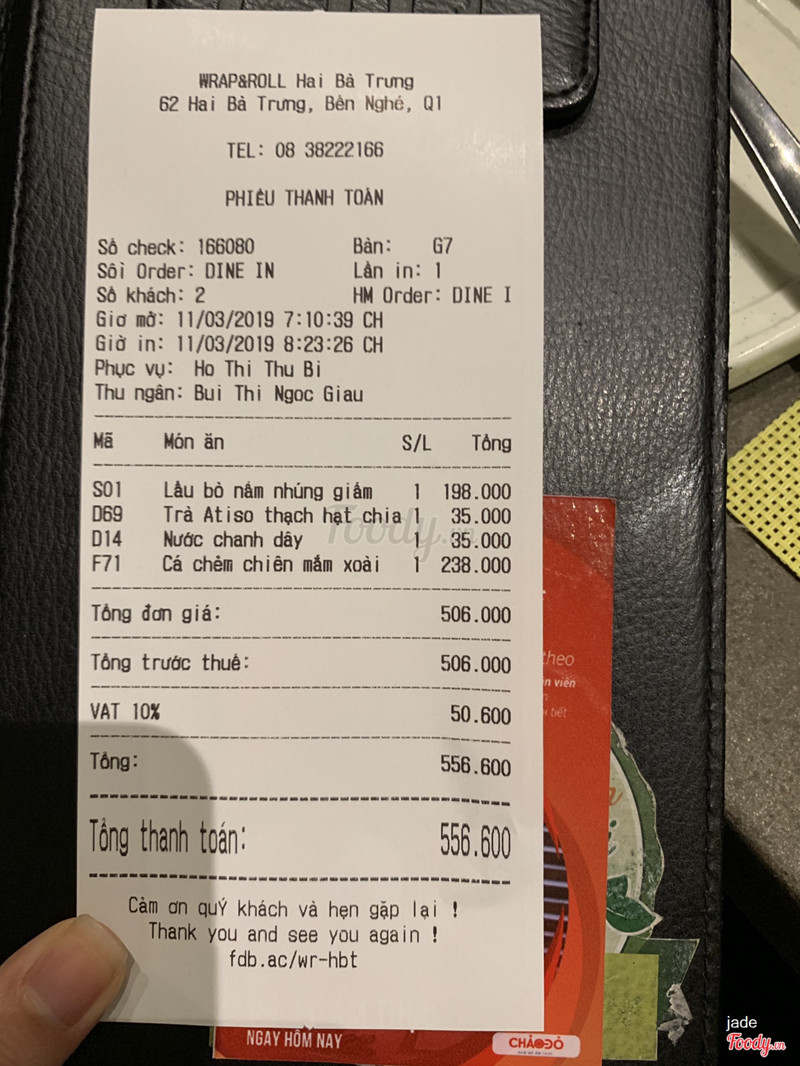 WRAP&ROLL Hai Bà Trưng
62 Hai Bà Trưng, Bến Nghé, Q1
TEL: 08 38222166
PHIẾU THANH TOÁN
Số check: 166080 Bàn: G7
Sôi Order: DINE IN Lần in: 1
Số khách: 2 HM Order: DINE I
Giơ mở: 11/03/2019 7:10:39 CH
Giờ in: 11/03/2019 8:23:26 CH
Phục vụ: Ho Thi Thu Bi
Thu ngân: Bui Thi Ngoc Giau
Mã Món ăn S/L Tổng
S01 Lẩu bò nấm nhúng giấm 1 198.000
D69 Trà Atiso thạch hạt chia 1 35.000
D14 Nước chanh dây 1 35.000
F71 Cá chẽm chiên mắm xoài 1 238.000
Tổng đơn giá: 506.000
Tổng trước thuế: 506.000
VAT 10% 50.600
Tổng: 556.600
Tổng thanh toán: 556.600
Cảm ơn quý khách và hẹn gặp lại !
Thank you and see you again !
fdb.ac/wr-hbt
Foody.vn
theo
n viên
i tiết
NGAY HÔM NAY
CHẢO ĐỎ
jade
Foody.vn